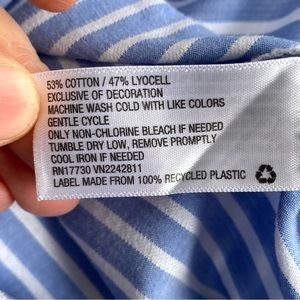 53% COTTON / 47% LYOCELL
EXCLUSIVE OF DECORATION
MACHINE WASH COLD WITH LIKE COLORS
GENTLE CYCLE
ONLY NON-CHLORINE BLEACH IF NEEDED
TUMBLE DRY LOW, REMOVE PROMPTLY
COOL IRON IF NEEDED
RN17730 VN2242811
LABEL MADE FROM 100% RECYCLED PLASTIC